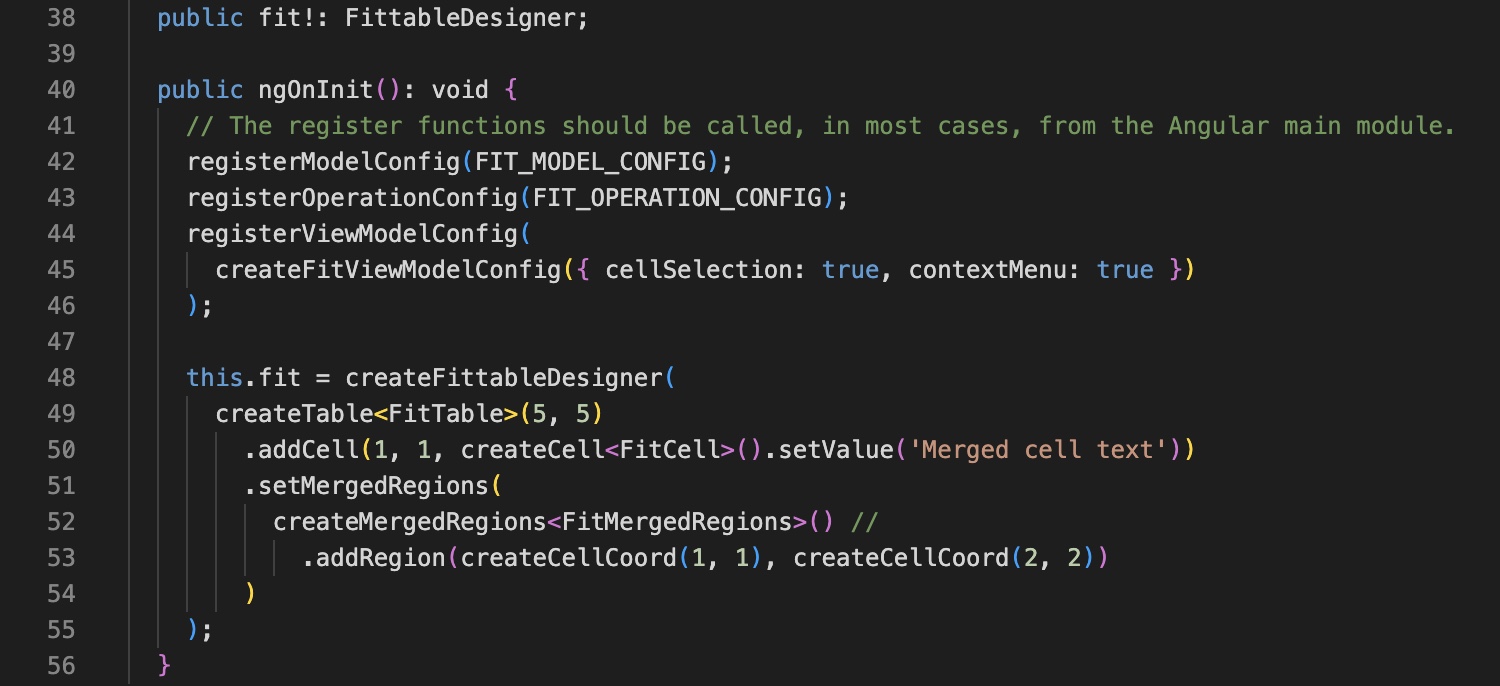 38 public fit!: FittableDesigner;
39
40 public ngOnInit(): void {
41 // The register functions should be called, in most cases, from the Angular main module.
42 registerModelConfig(FIT_MODEL_CONFIG);
43 registerOperationConfig(FIT_OPERATION_CONFIG);
44 registerViewModelConfig(
45 createFitViewModelConfig({ cellSelection: true, contextMenu: true })
46 );
47
48 this.fit = createFittableDesigner(
49 createTable<FitTable>(5, 5)
50 .addCell(1, 1, createCell<FitCell>().setValue('Merged cell text'))
51 .setMergedRegions(
52 createMergedRegions<FitMergedRegions>() //
53 .addRegion(createCellCoord(1, 1), createCellCoord(2, 2))
54 )
55 );
56 }